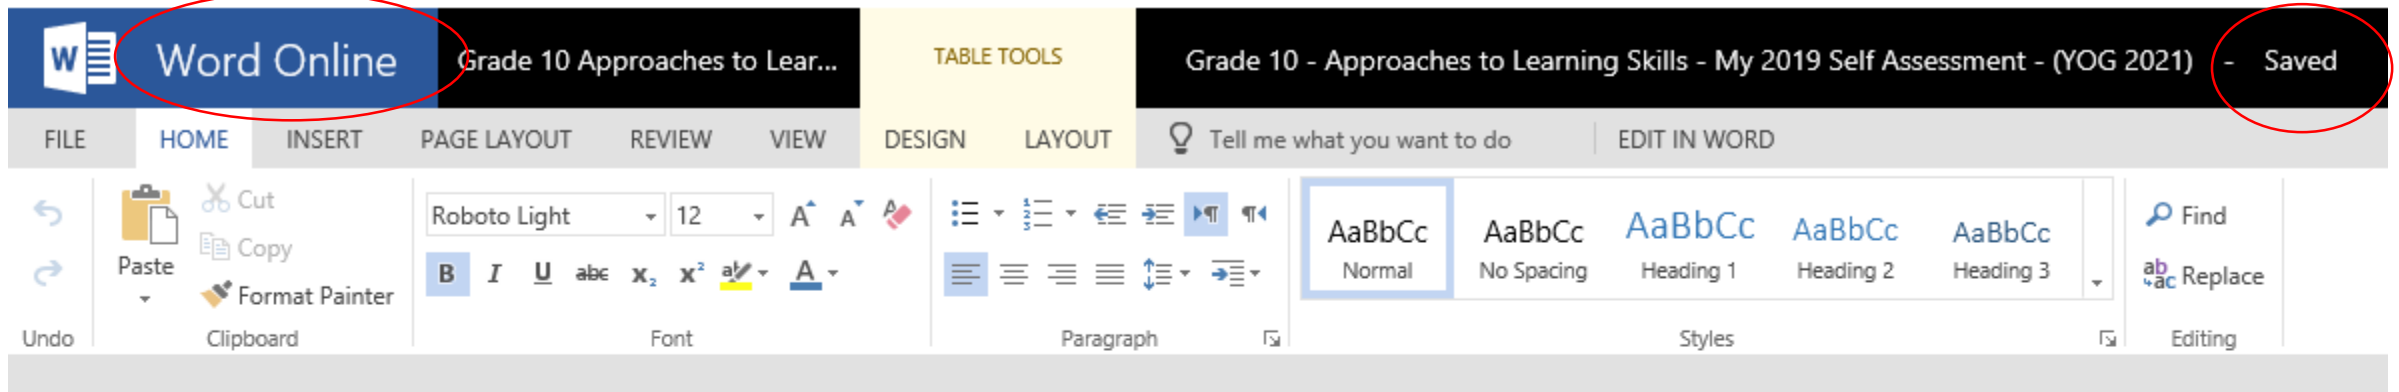 Word Online Grade 10 Approaches to Lear... TABLE TOOLS Grade 10 - Approaches to Learning Skills - My 2019 Self Assessment - (YOG 2021) - Saved
FILE HOME INSERT PAGE LAYOUT REVIEW VIEW DESIGN LAYOUT Tell me what you want to do EDIT IN WORD
Paste
Cut
Copy
Format Painter
Roboto Light 12
B I U abc x₂ x²
AaBbCc Normal
AaBbCc No Spacing
AaBbCc Heading 1
AaBbCc Heading 2
AaBbCc Heading 3
Find
Replace
Undo Clipboard Font Paragraph Styles Editing